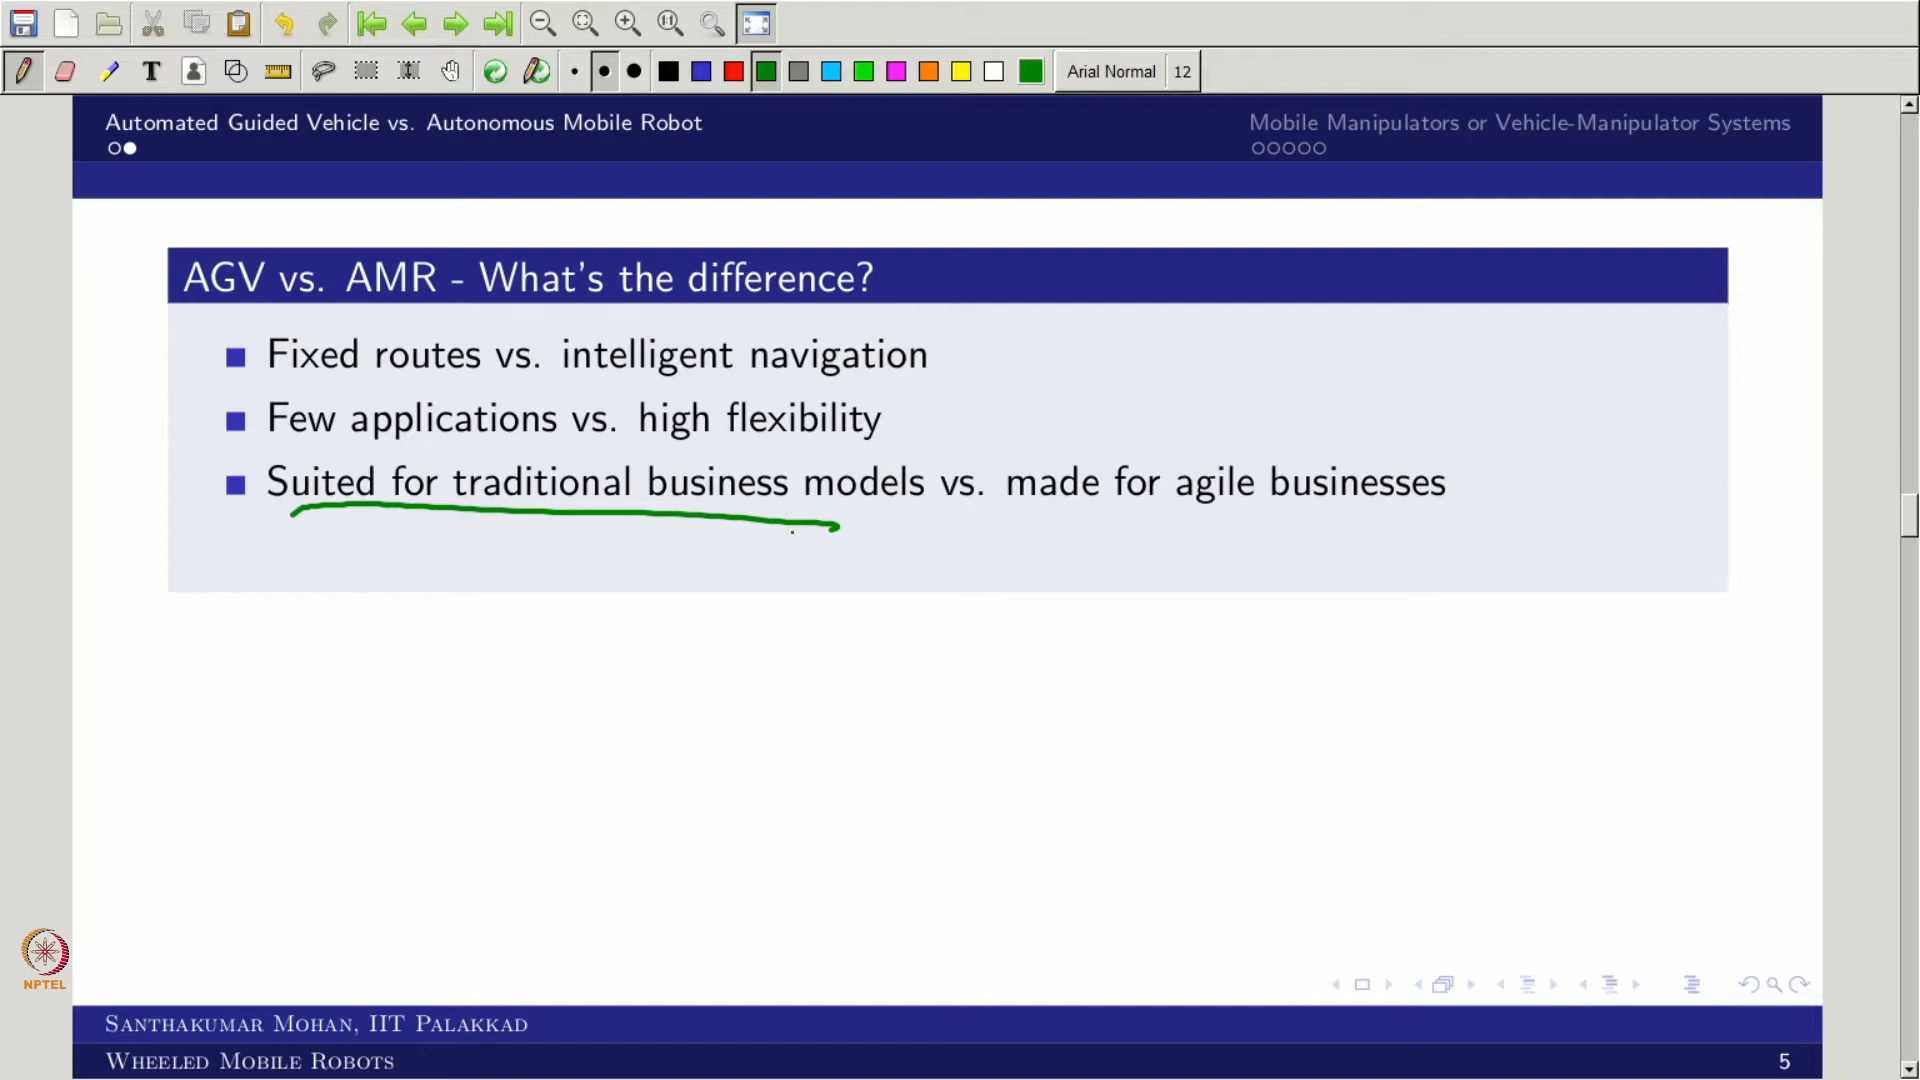 Arial Normal 12
Automated Guided Vehicle vs. Autonomous Mobile Robot
Mobile Manipulators or Vehicle-Manipulator Systems
AGV vs. AMR - What's the difference?
Fixed routes vs. intelligent navigation
Few applications vs. high flexibility
Suited for traditional business models vs. made for agile businesses
NPTEL
Santhakumar Mohan, IIT Palakkad
Wheeled Mobile Robots 5